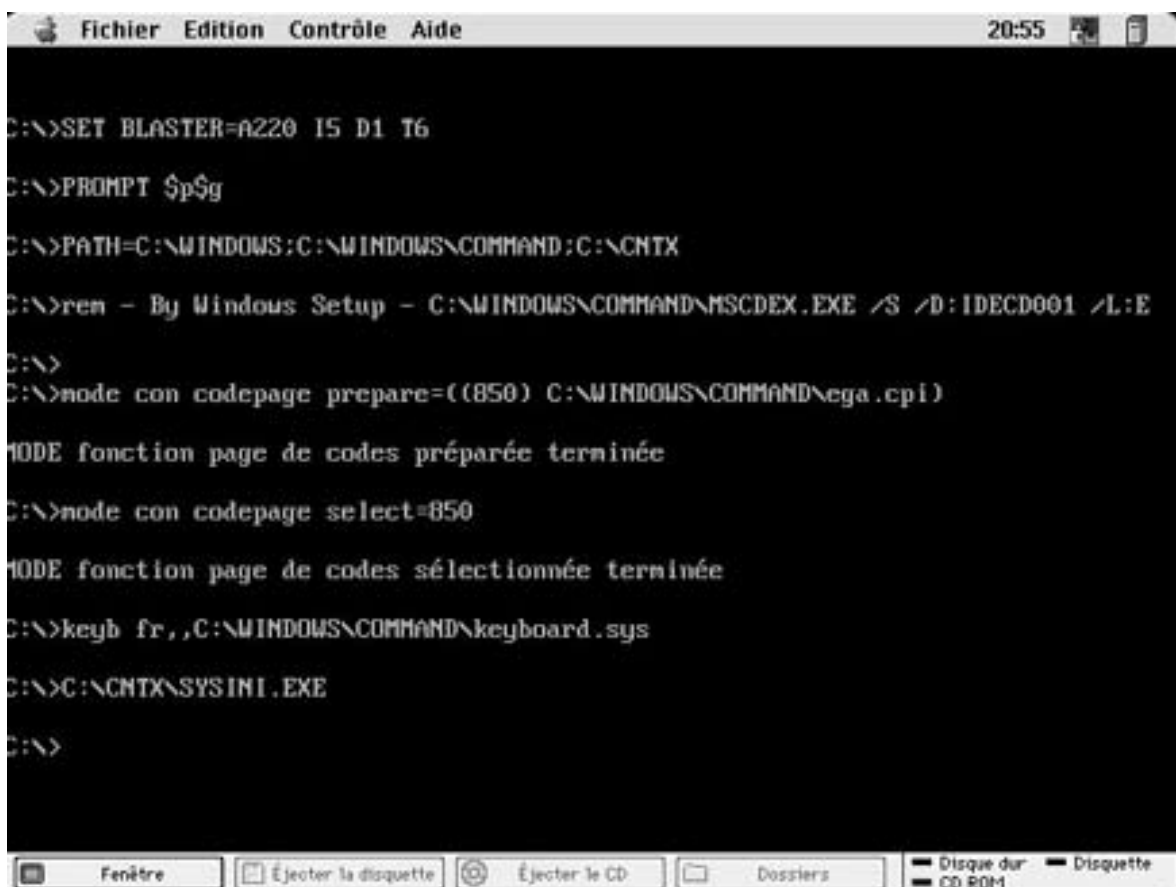 Fichier Edition Contrôle Aide 20:55
C:\>SET BLASTER=A220 I5 D1 T6
C:\>PROMPT $p$g
C:\>PATH=C:\WINDOWS;C:\WINDOWS\COMMAND;C:\CNTX
C:\>rem - By Windows Setup - C:\WINDOWS\COMMAND\MSCDEX.EXE /S /D:IDECD001 /L:E
C:\>
C:\>mode con codepage prepare=((850) C:\WINDOWS\COMMAND\ega.cpi)
MODE fonction page de codes préparée terminée
C:\>mode con codepage select=850
MODE fonction page de codes sélectionnée terminée
C:\>keyb fr,,C:\WINDOWS\COMMAND\keyboard.sys
C:\>C:\CNTX\SYSINI.EXE
C:\>
Fenêtre Éjecter la disquette Éjecter le CD Dossiers Disque dur Disquette
CD ROM